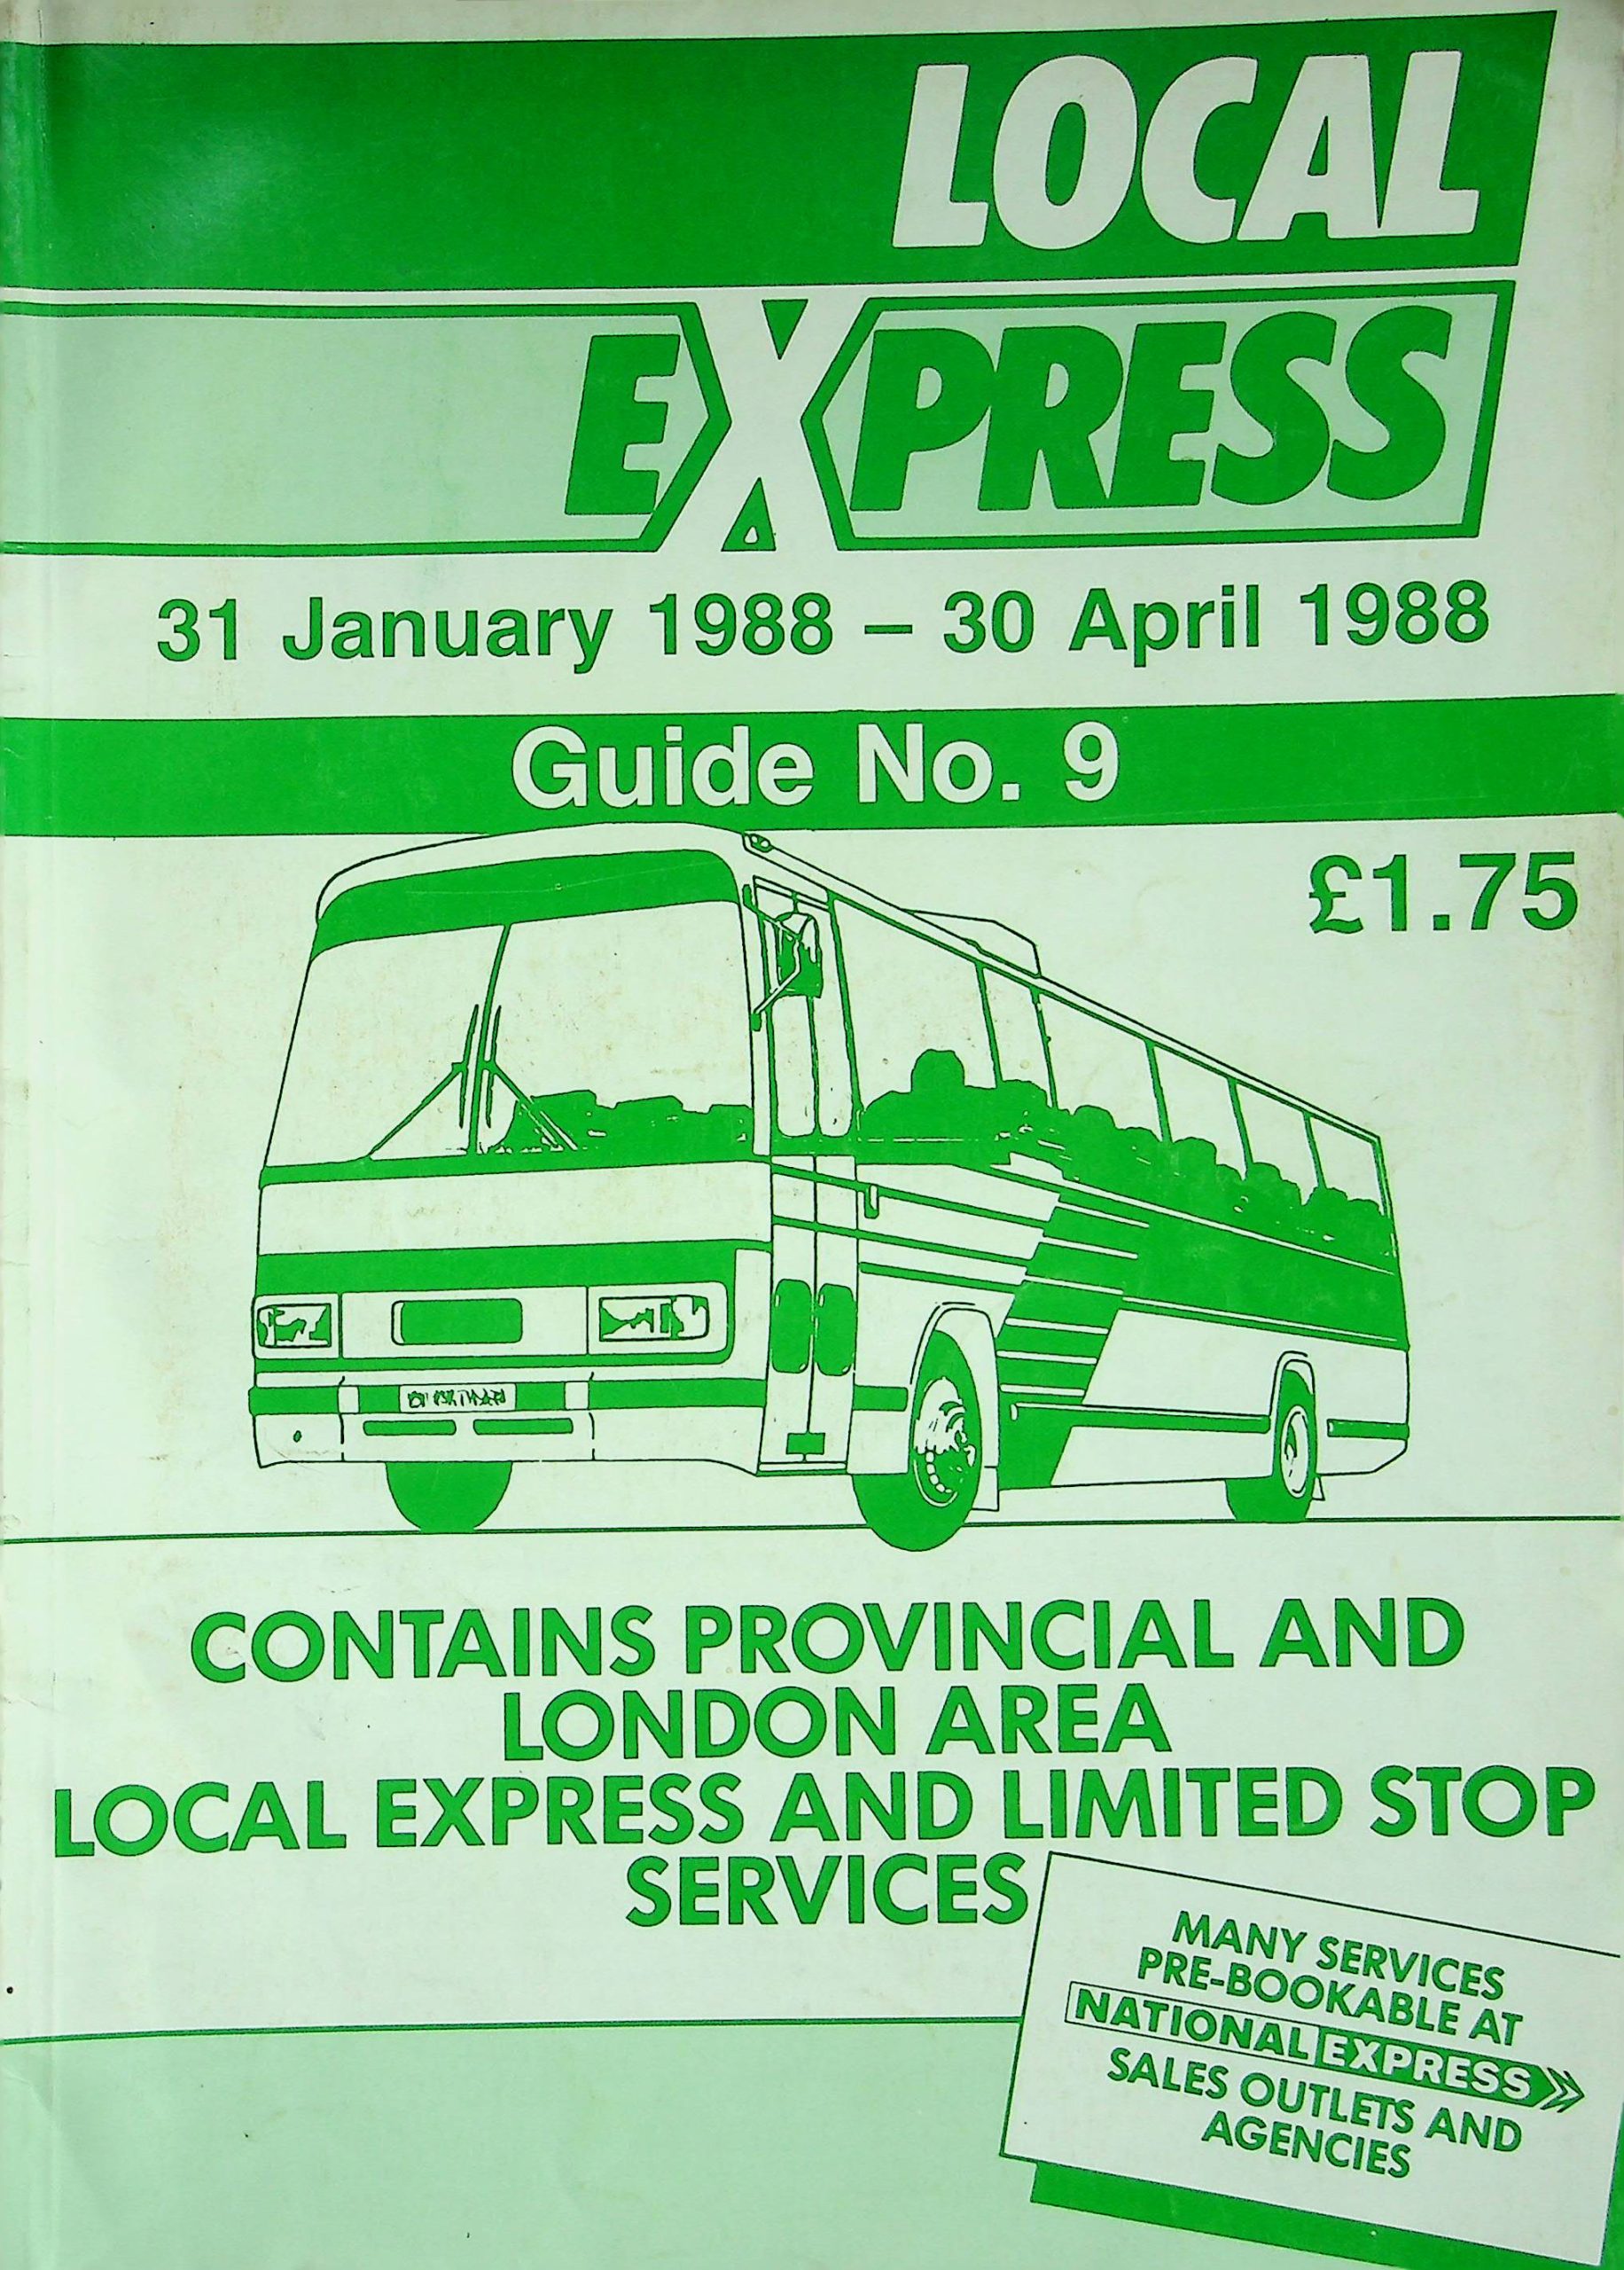 LOCAL
EXPRESS
31 January 1988 – 30 April 1988
Guide No. 9
£1.75
CONTAINS PROVINCIAL AND
LONDON AREA
LOCAL EXPRESS AND LIMITED STOP
SERVICES
MANY SERVICES
PRE-BOOKABLE AT
NATIONAL EXPRESS
SALES OUTLETS AND
AGENCIES